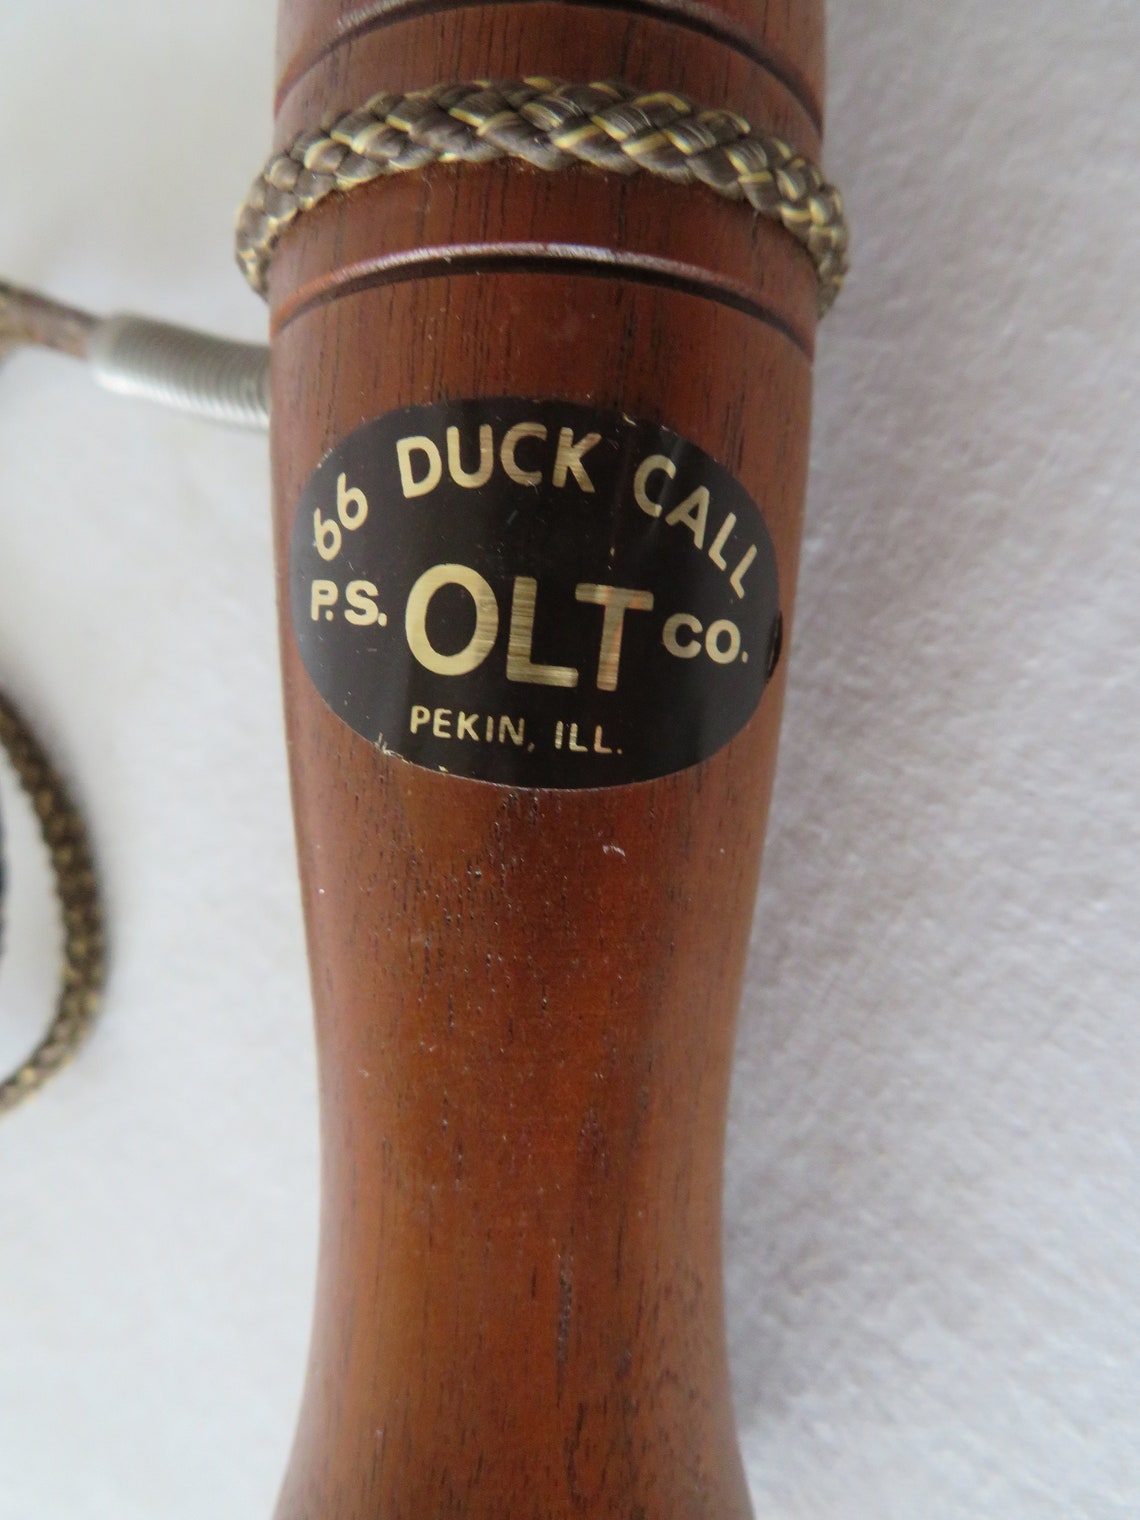 66 DUCK CALL
P.S. OLT CO.
PEKIN, ILL.